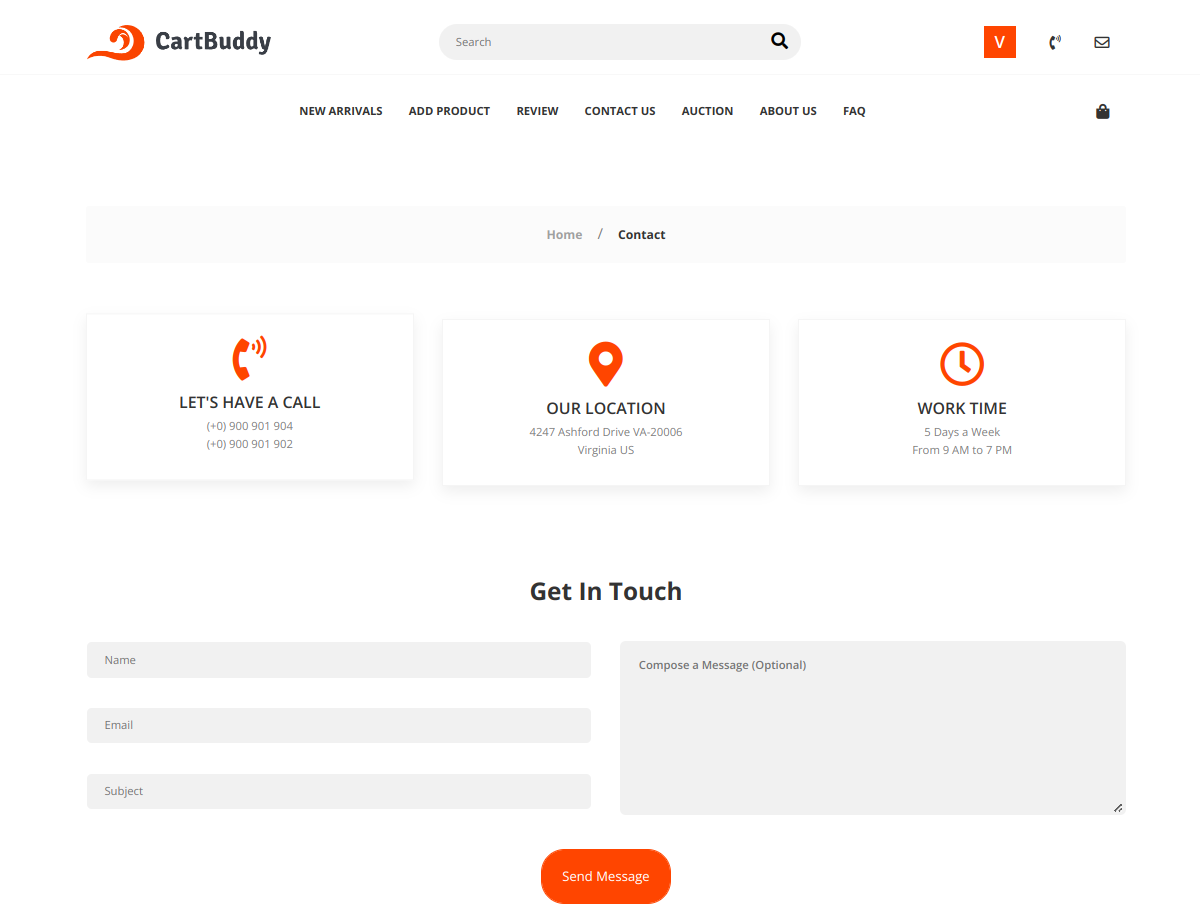 CartBuddy
Search
V
NEW ARRIVALS
ADD PRODUCT
REVIEW
CONTACT US
AUCTION
ABOUT US
FAQ
Home / Contact
LET'S HAVE A CALL
(+0) 900 901 904
(+0) 900 901 902
OUR LOCATION
4247 Ashford Drive VA-20006
Virginia US
WORK TIME
5 Days a Week
From 9 AM to 7 PM
Get In Touch
Name
Email
Subject
Compose a Message (Optional)
Send Message